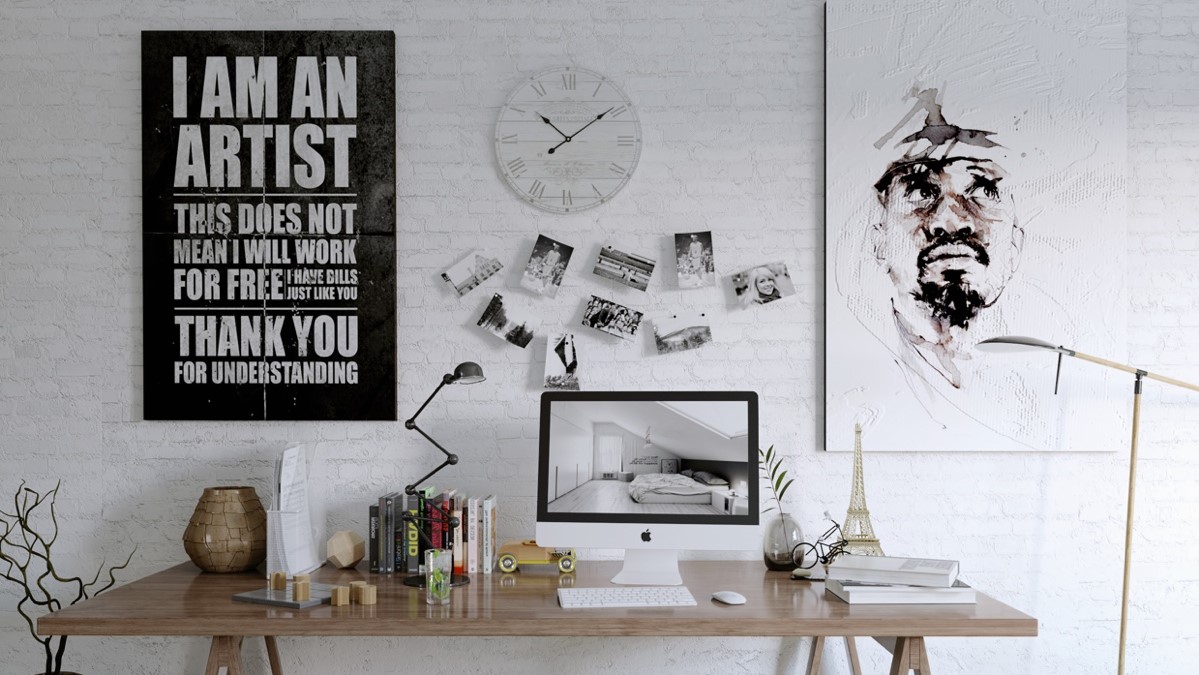 I AM AN
ARTIST
THIS DOES NOT
MEAN I WILL WORK
FOR FREE
I HAVE BILLS
JUST LIKE YOU
THANK YOU
FOR UNDERSTANDING